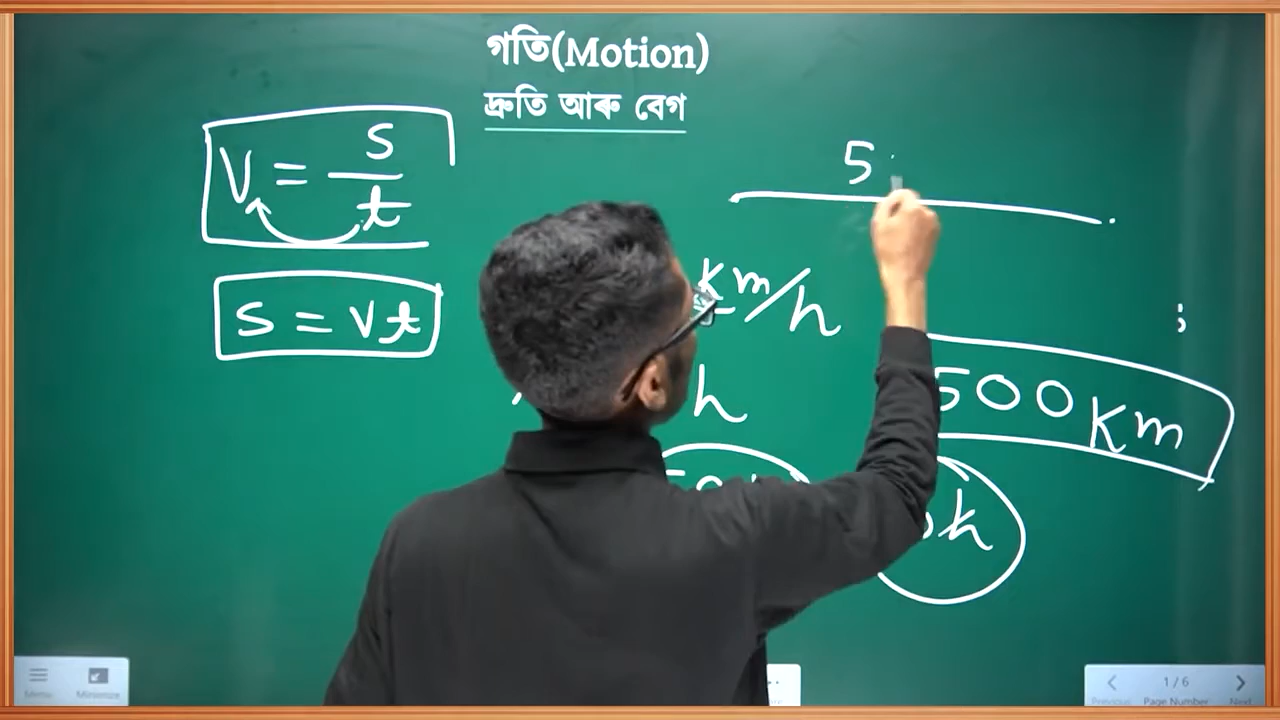 গতি(Motion)
দ্ৰুতি আৰু বেগ
V = s/t
5
s = vt
Km/h
;
h
500 Km
h
Menu
Minimize
1/6
Previous
Page Number
Next